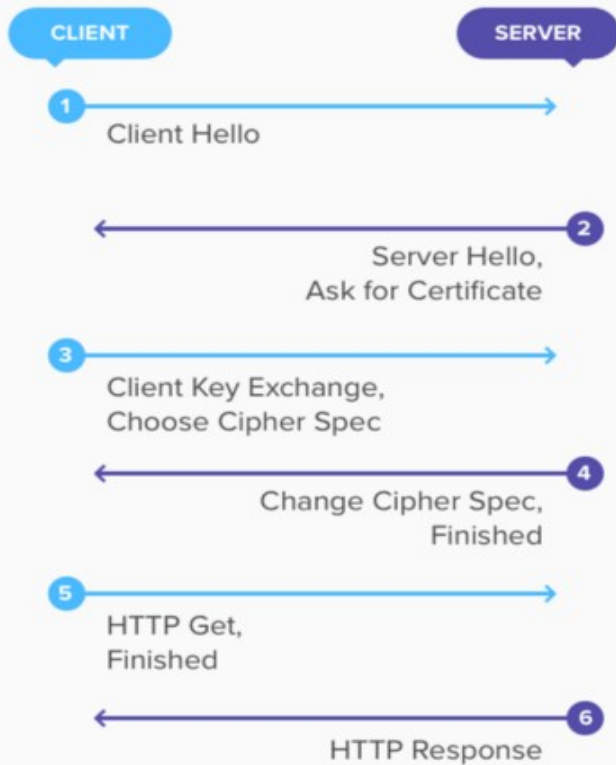 CLIENT
SERVER
1
Client Hello
2
Server Hello,
Ask for Certificate
3
Client Key Exchange,
Choose Cipher Spec
4
Change Cipher Spec,
Finished
5
HTTP Get,
Finished
6
HTTP Response